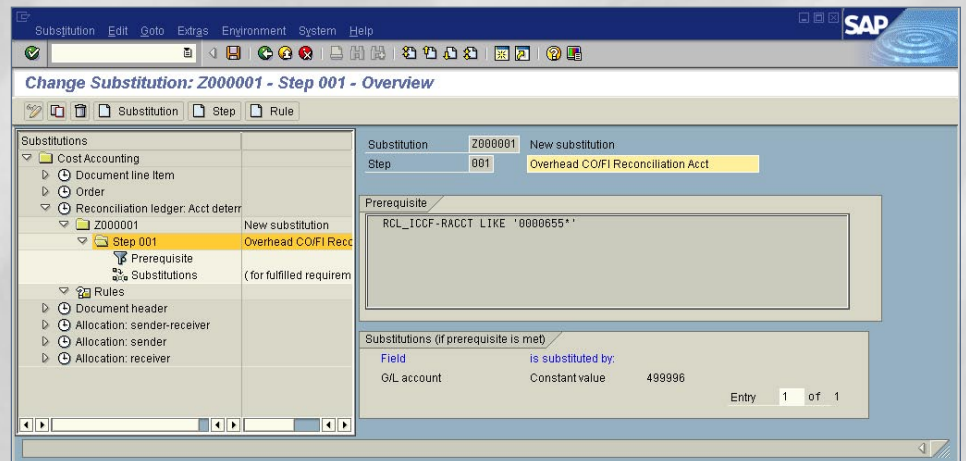 Substitution Edit Goto Extras Environment System Help
SAP
Change Substitution: Z000001 - Step 001 - Overview
Substitution Step Rule
Substitutions
Cost Accounting
Document line Item
Order
Reconciliation ledger: Acct deterr
Z000001 New substitution
Step 001 Overhead CO/FI Recc
Prerequisite
Substitutions ( for fulfilled requirem
Rules
Document header
Allocation: sender-receiver
Allocation: sender
Allocation: receiver
Substitution Z000001 New substitution
Step 001 Overhead CO/FI Reconciliation Acct
Prerequisite
RCL_ICCF-RACCT LIKE '0000655*'
Substitutions (if prerequisite is met)
Field is substituted by:
G/L account Constant value 499996
Entry 1 of 1